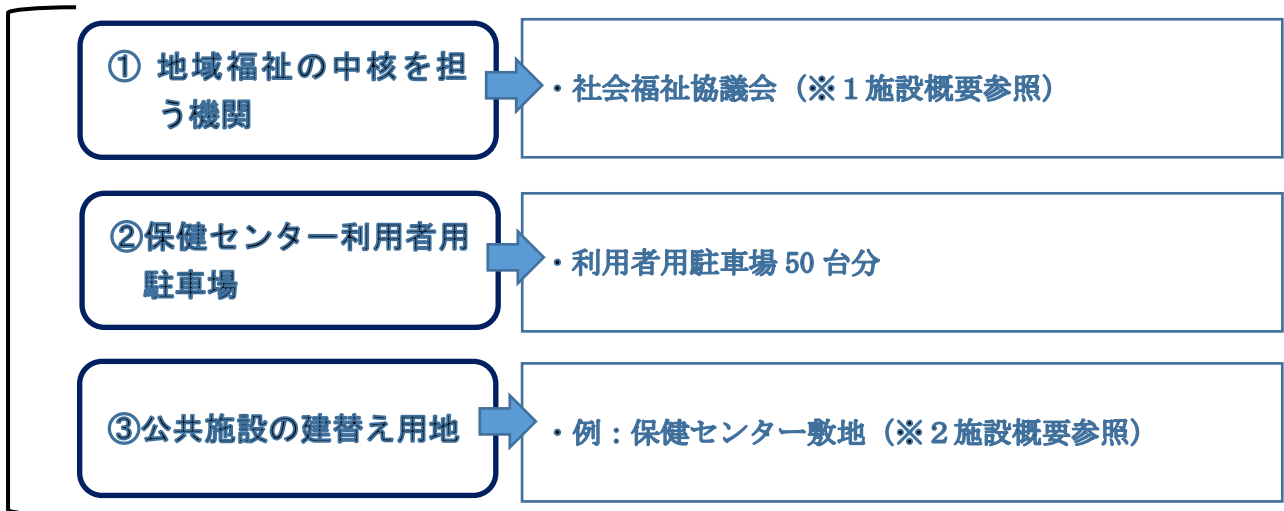 ① 地域福祉の中核を担
う機関
・社会福祉協議会（※１施設概要参照）
②保健センター利用者用
駐車場
・利用者用駐車場 50 台分
③公共施設の建替え用地
・例：保健センター敷地（※２施設概要参照）